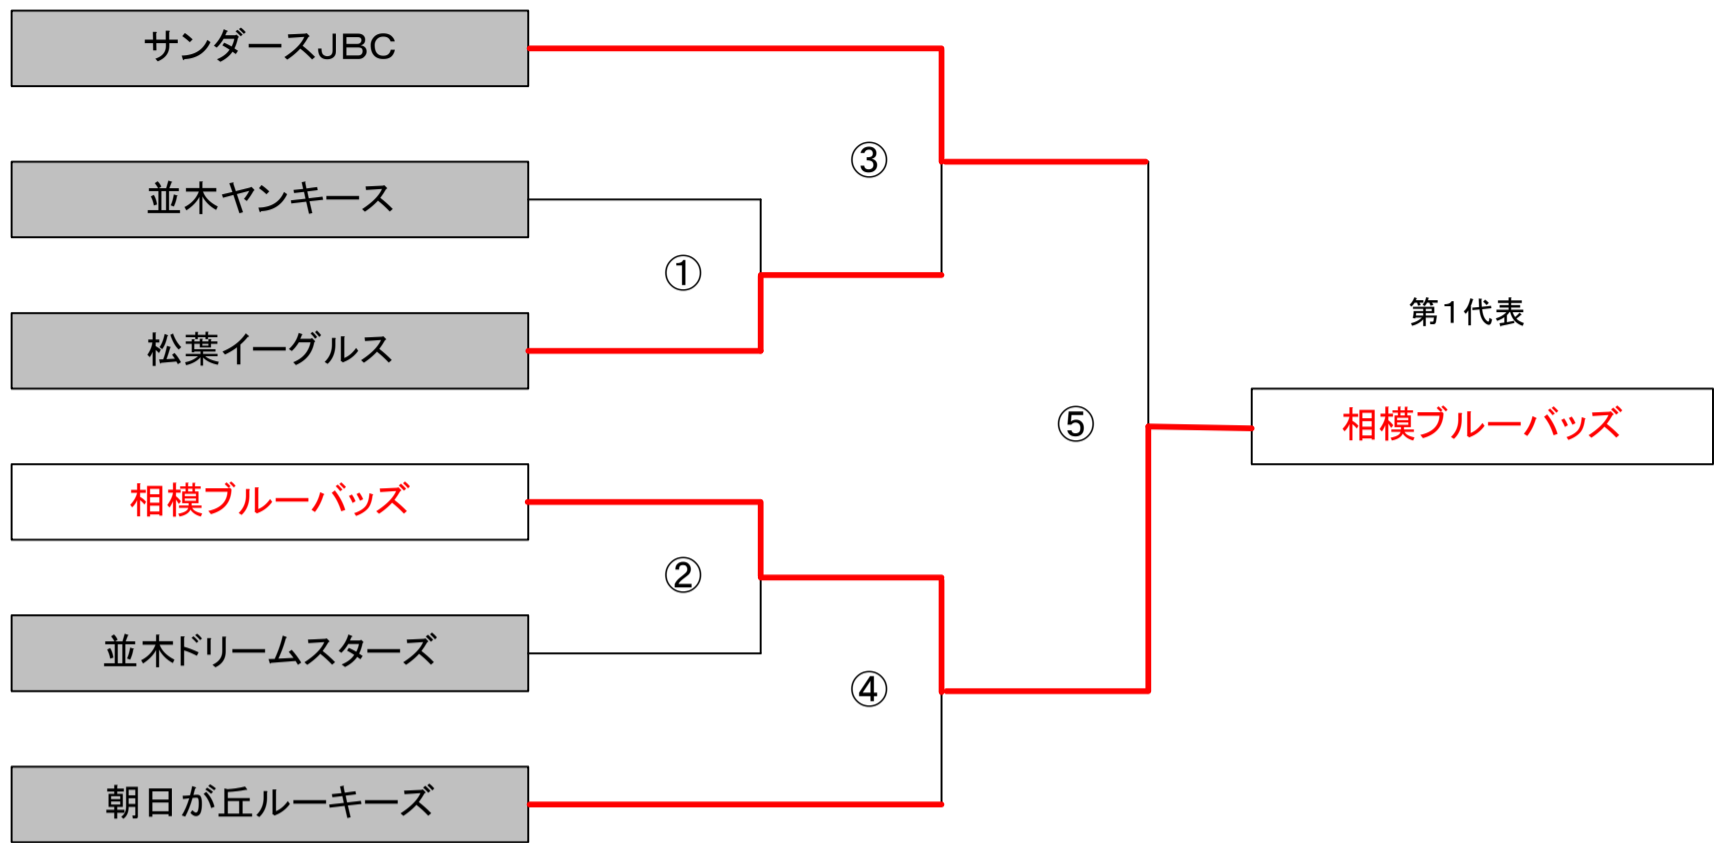 サンダースJBC
③
並木ヤンキース
①
松葉イーグルス
第1代表
⑤
相模ブルーバッズ
相模ブルーバッズ
②
並木ドリームスターズ
④
朝日が丘ルーキーズ